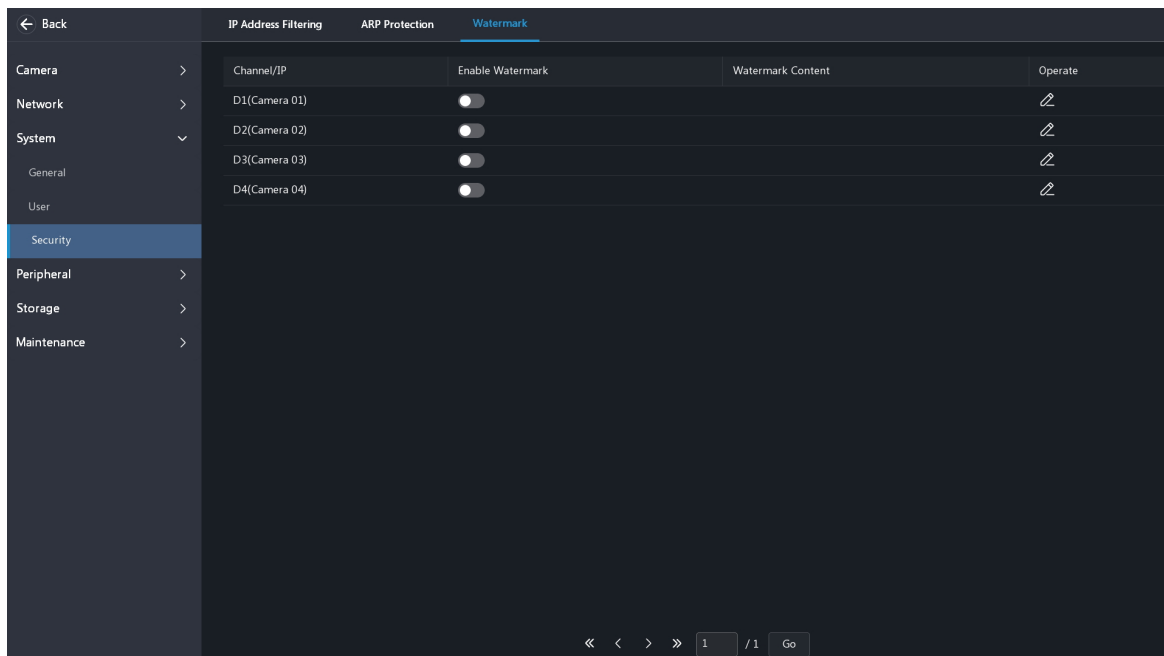 Back
IP Address Filtering ARP Protection Watermark
Camera
Network
System
General
User
Security
Peripheral
Storage
Maintenance
Channel/IP Enable Watermark Watermark Content Operate
D1(Camera 01)
D2(Camera 02)
D3(Camera 03)
D4(Camera 04)
1 / 1 Go